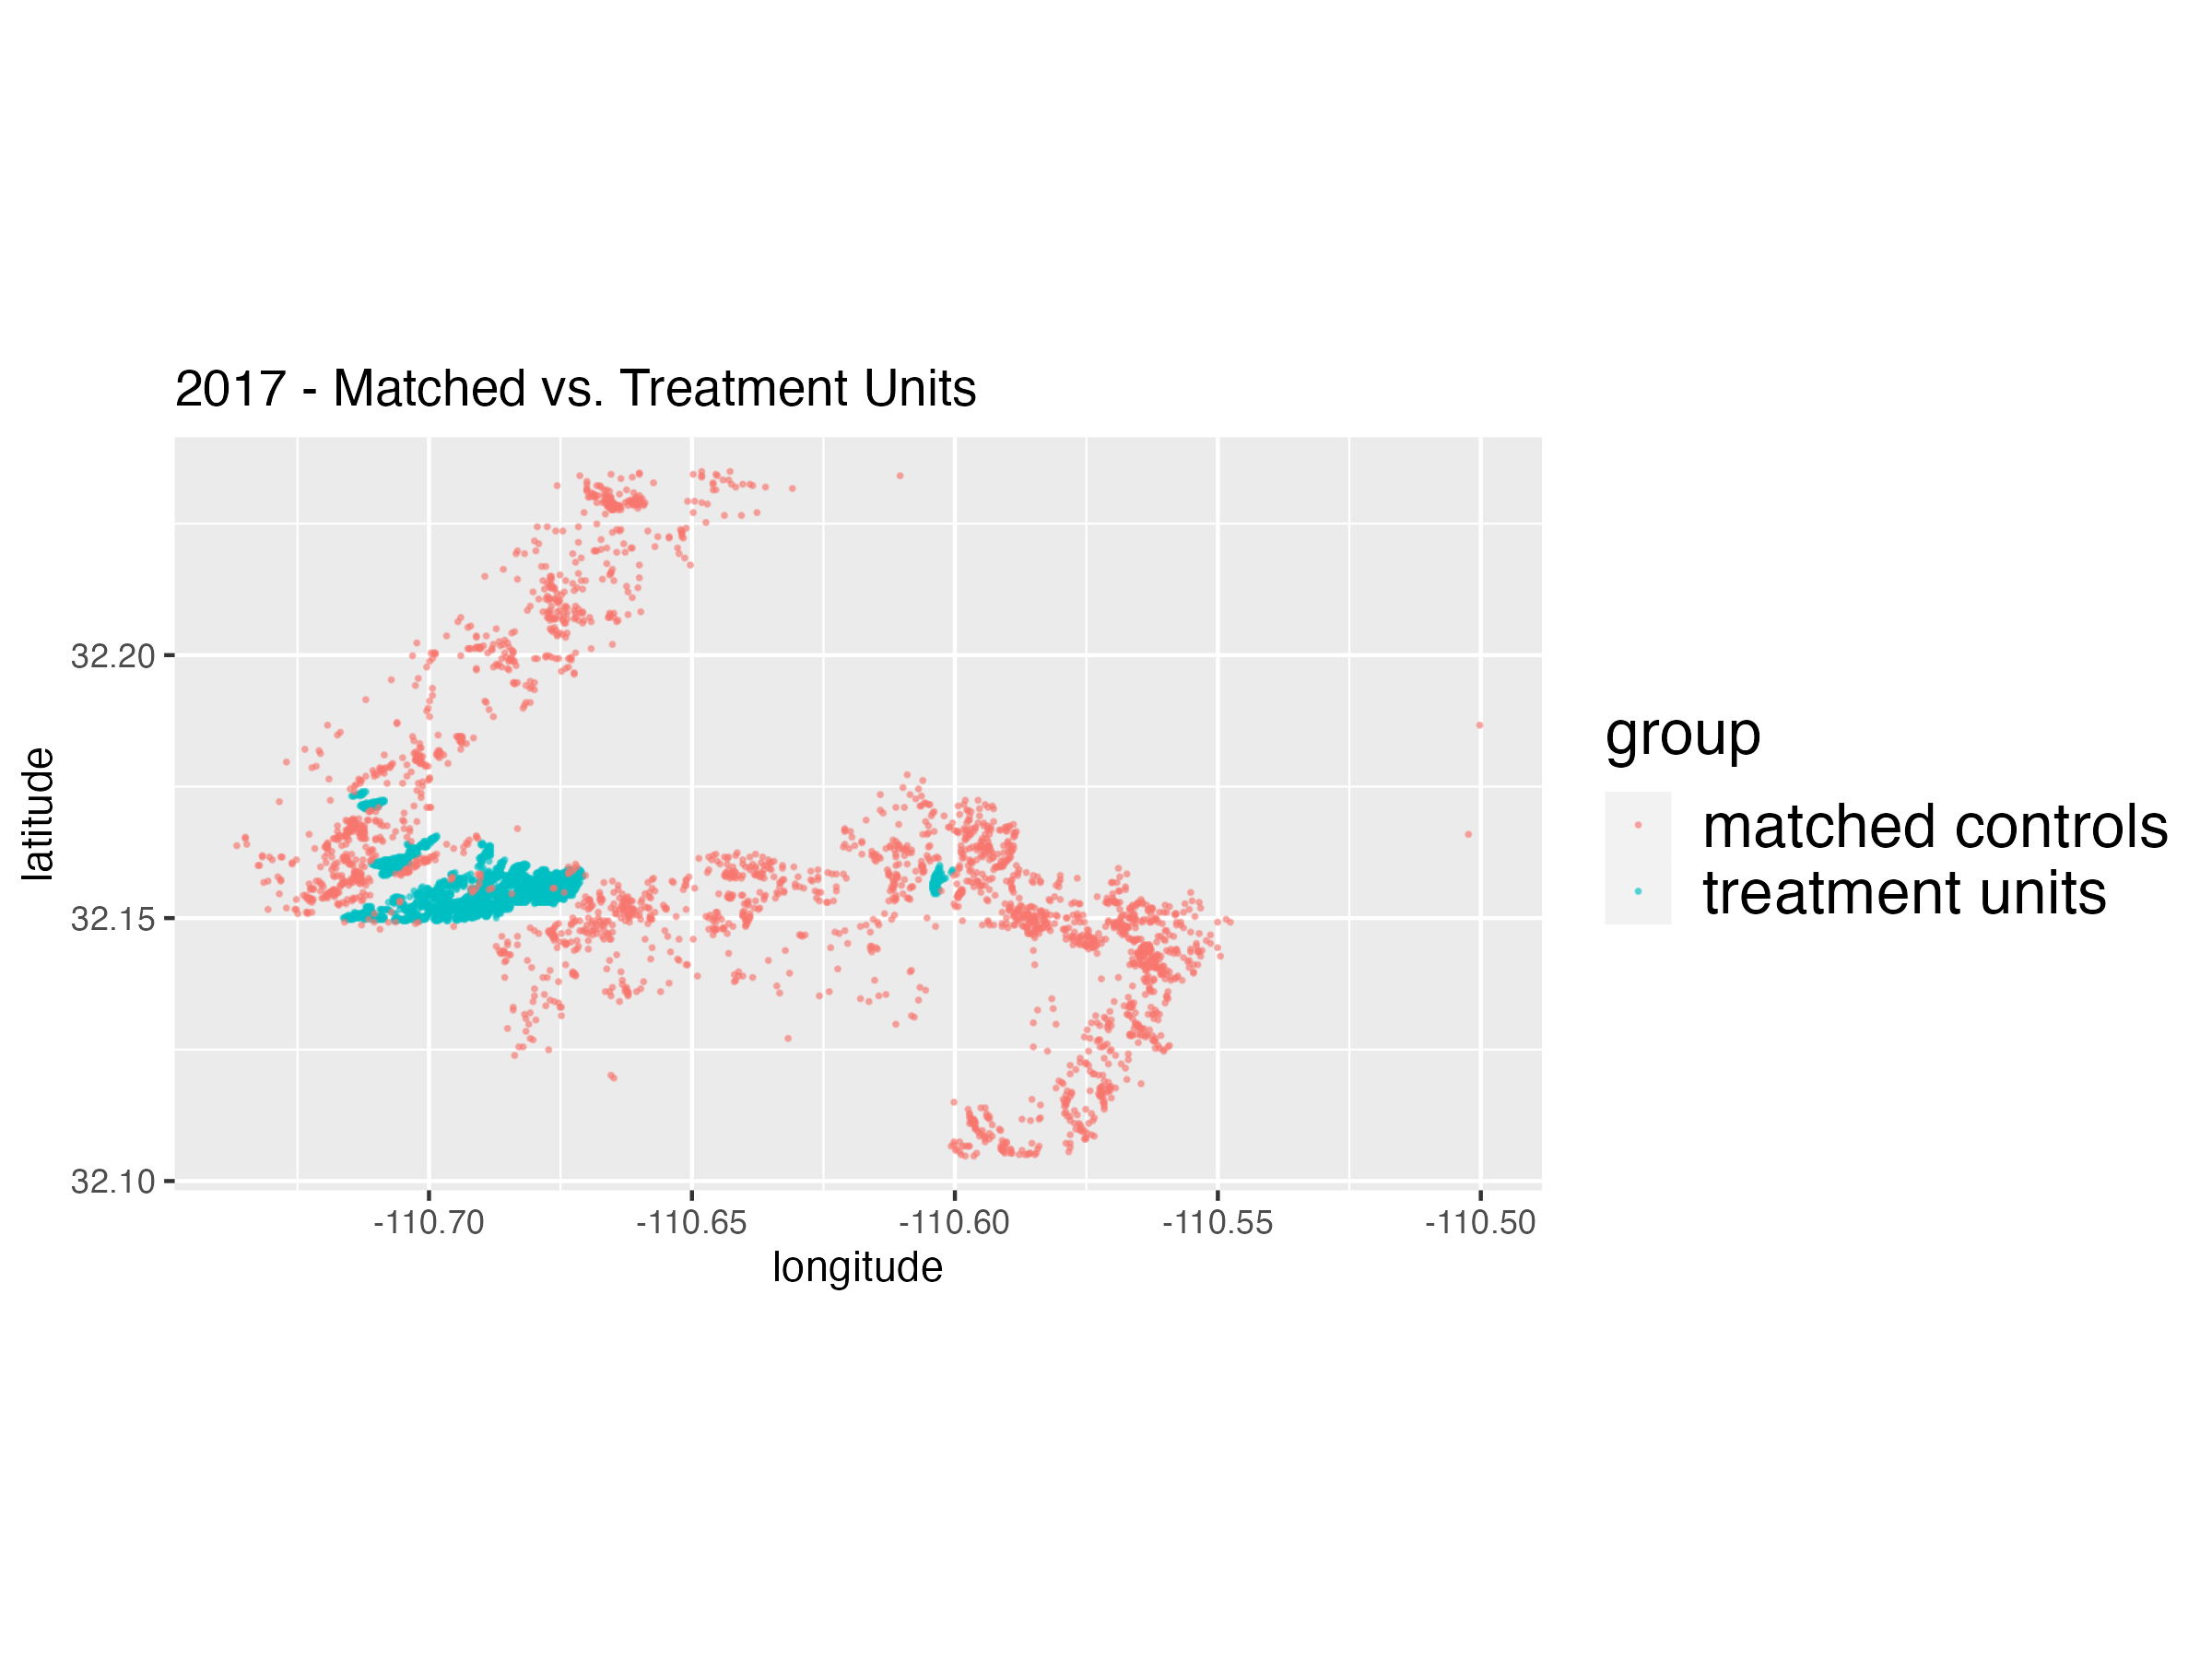 2017 - Matched vs. Treatment Units
latitude
32.20
32.15
32.10
-110.70
-110.65
-110.60
-110.55
-110.50
longitude
group
matched controls
treatment units